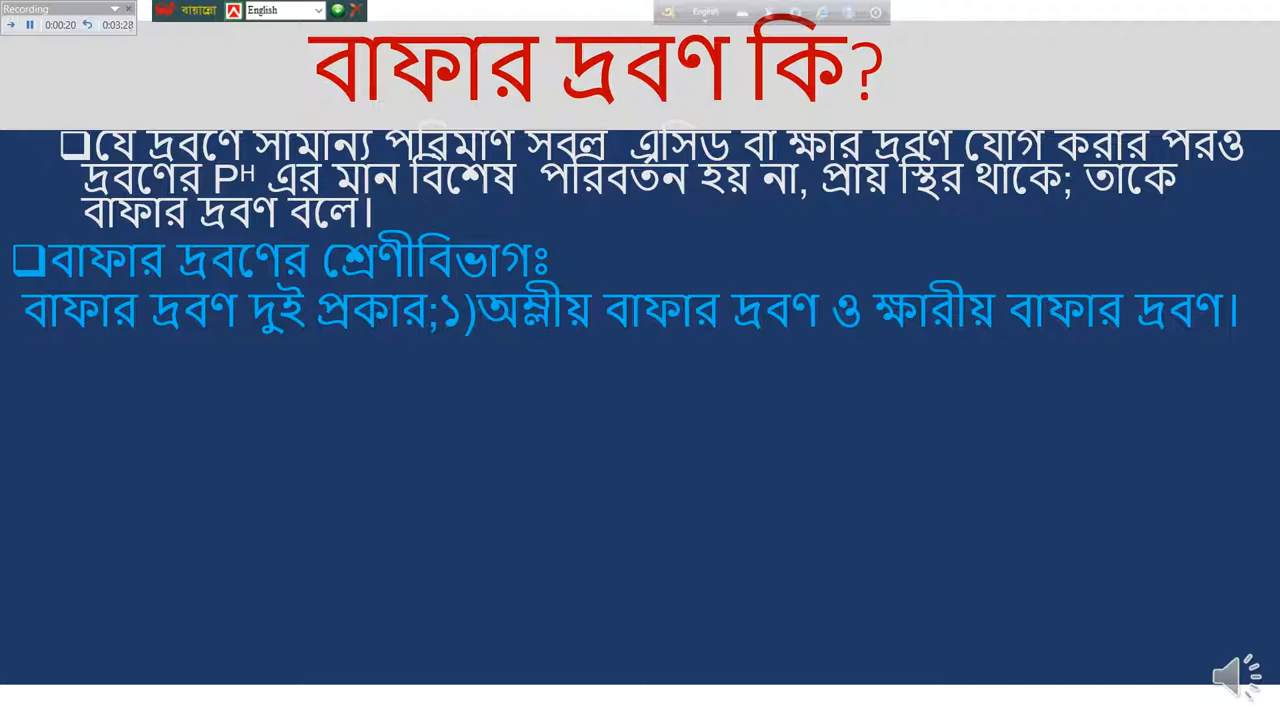 Recording
0:00:20 0:03:28
বায়ান্নো English
English
বাফার দ্রবণ কি?
যে দ্রবণে সামান্য পরিমাণ সবল এসিড বা ক্ষার দ্রবণ যোগ করার পরও
দ্রবণের Pᴴ এর মান বিশেষ পরিবর্তন হয় না, প্রায় স্থির থাকে; তাকে
বাফার দ্রবণ বলে।
বাফার দ্রবণের শ্রেণীবিভাগঃ
বাফার দ্রবণ দুই প্রকার;১)অম্লীয় বাফার দ্রবণ ও ক্ষারীয় বাফার দ্রবণ।